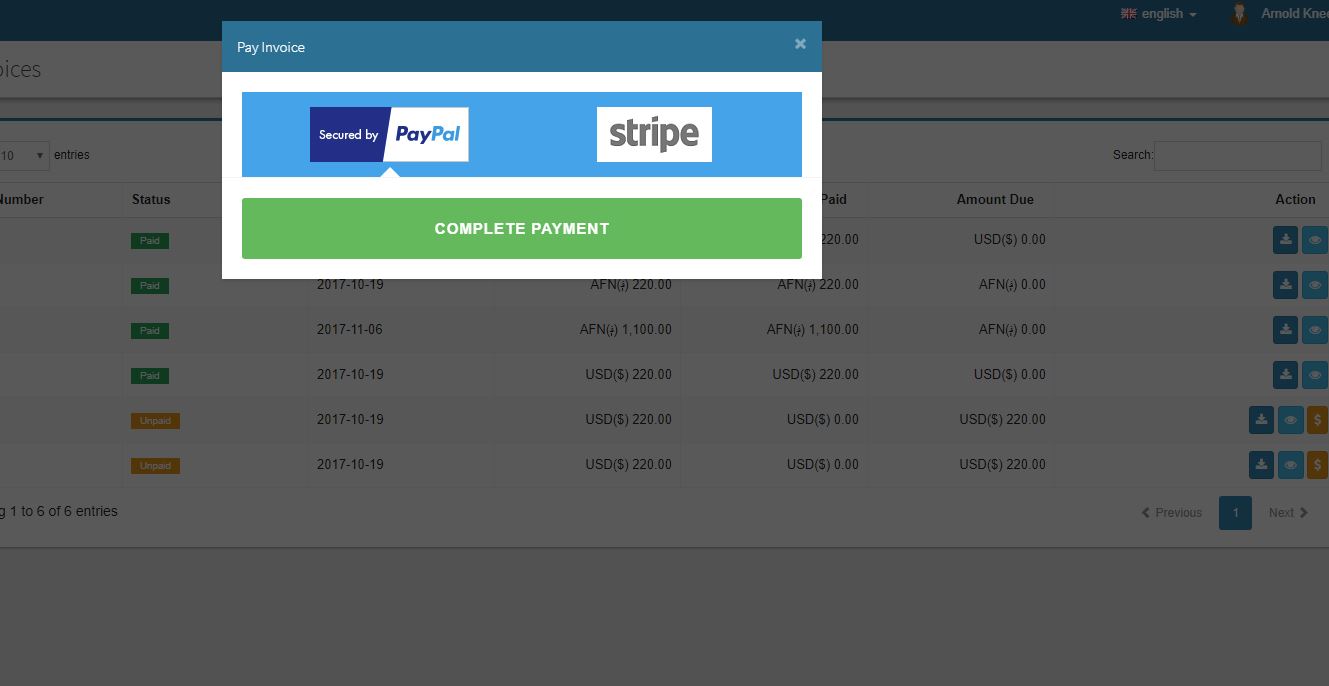 english
Arnold Knee
Pay Invoice
×
oices
Secured by PayPal
stripe
10 entries
Search:
Number Status Paid Amount Due Action
COMPLETE PAYMENT
Paid 220.00 USD($) 0.00
Paid 2017-10-19 AFN(؋) 220.00 AFN(؋) 220.00 AFN(؋) 0.00
Paid 2017-11-06 AFN(؋) 1,100.00 AFN(؋) 1,100.00 AFN(؋) 0.00
Paid 2017-10-19 USD($) 220.00 USD($) 220.00 USD($) 0.00
Unpaid 2017-10-19 USD($) 220.00 USD($) 0.00 USD($) 220.00 $
Unpaid 2017-10-19 USD($) 220.00 USD($) 0.00 USD($) 220.00 $
g 1 to 6 of 6 entries
Previous 1 Next